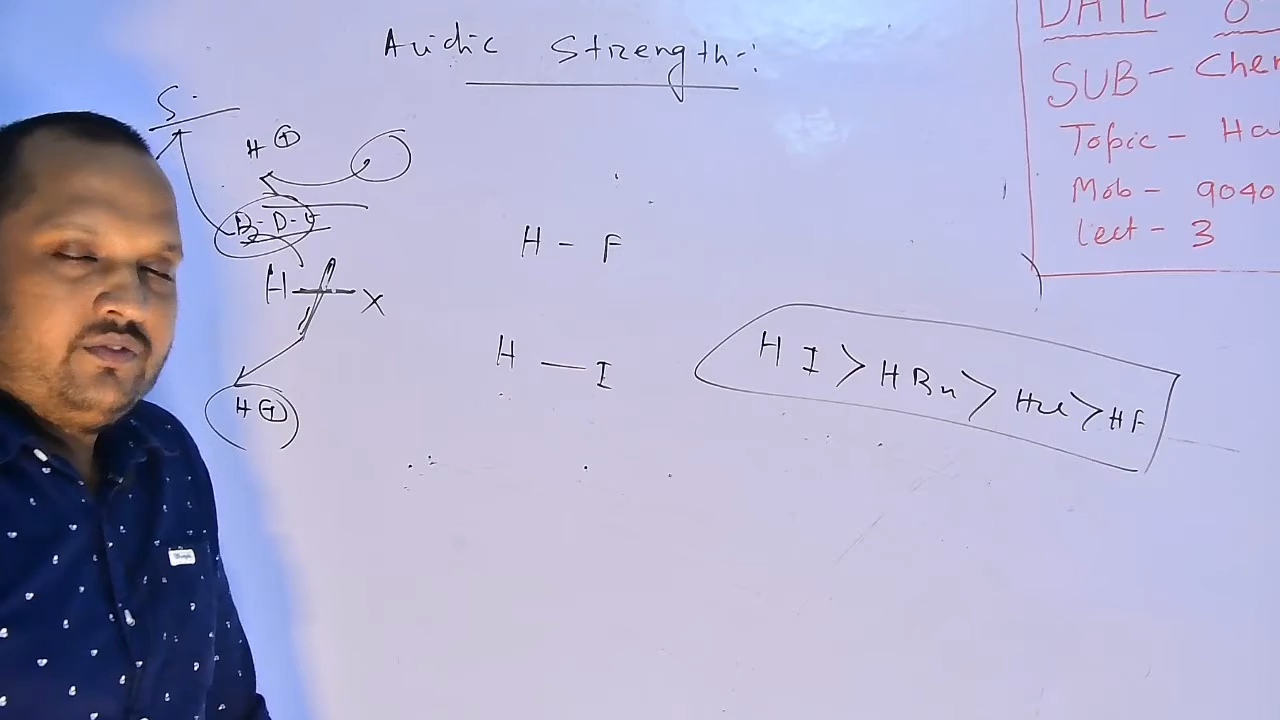 Acidic Strength :
S.
H ⊕
B-D-E
H - X
H ⊕
H - F
H - I
HI > HBr > HCl > HF
DATE
SUB - Chem
Topic - Ha
Mob - 9040
Lect - 3